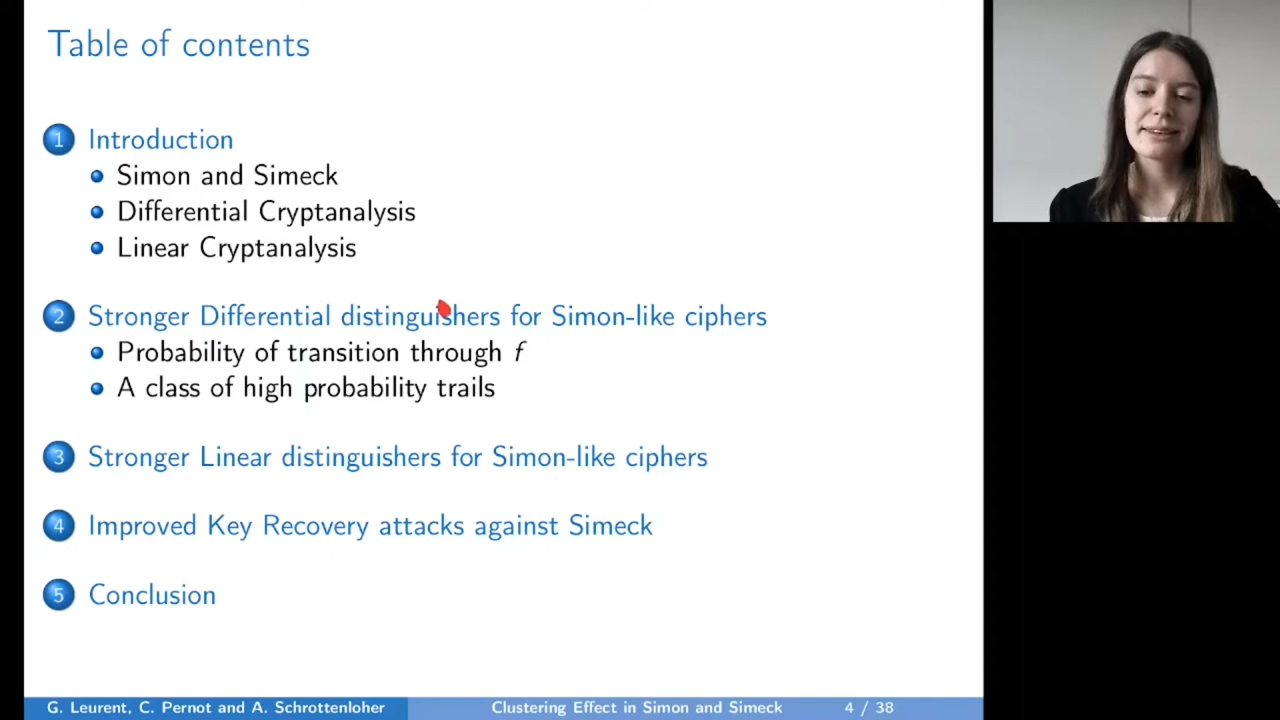 Table of contents
1 Introduction
Simon and Simeck
Differential Cryptanalysis
Linear Cryptanalysis
2 Stronger Differential distinguishers for Simon-like ciphers
Probability of transition through f
A class of high probability trails
3 Stronger Linear distinguishers for Simon-like ciphers
4 Improved Key Recovery attacks against Simeck
5 Conclusion
G. Leurent, C. Pernot and A. Schrottenloher Clustering Effect in Simon and Simeck 4 / 38